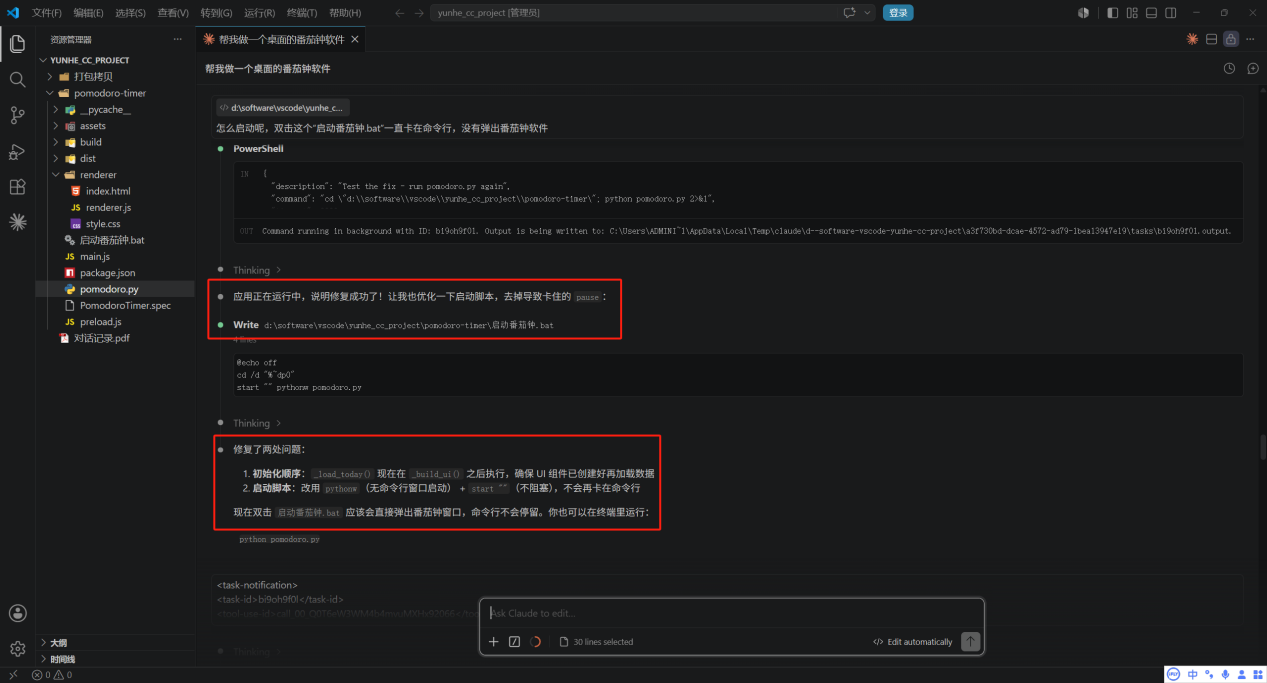 文件(F) 编辑(E) 选择(S) 查看(V) 转到(G) 运行(R) 终端(T) 帮助(H)
yunhe_cc_project [管理员]
登录
资源管理器
帮我做一个桌面的番茄钟软件
YUNHE_CC_PROJECT
打包拷贝
pomodoro-timer
__pycache__
assets
build
dist
renderer
index.html
JS renderer.js
style.css
启动番茄钟.bat
JS main.js
package.json
pomodoro.py
PomodoroTimer.spec
JS preload.js
对话记录.pdf
大纲
时间线
0 0
帮我做一个桌面的番茄钟软件
d:\software\vscode\yunhe_c...
怎么启动呢，双击这个“启动番茄钟.bat”一直卡在命令行，没有弹出番茄钟软件
PowerShell
IN {
"description": "Test the fix - run pomodoro.py again",
"command": "cd \"d:\\software\\vscode\\yunhe_cc_project\\pomodoro-timer\"; python pomodoro.py 2>&1",
OUT Command running in background with ID: bi9oh9f0l. Output is being written to: C:\Users\ADMINI~1\AppData\Local\Temp\claude\d--software-vscode-yunhe-cc-project\a3f730bd-dcae-4572-ad79-1bea13947e19\tasks\bi9oh9f0l.output.
Thinking
应用正在运行中，说明修复成功了！让我也优化一下启动脚本，去掉导致卡住的 pause：
Write d:\software\vscode\yunhe_cc_project\pomodoro-timer\启动番茄钟.bat
4 lines
@echo off
cd /d "%~dp0"
start "" pythonw pomodoro.py
Thinking
修复了两处问题：
1. 初始化顺序： _load_today() 现在在 _build_ui() 之后执行，确保 UI 组件已创建好再加载数据
2. 启动脚本：改用 pythonw （无命令行窗口启动） + start "" （不阻塞），不会再卡在命令行
现在双击 启动番茄钟.bat 应该会直接弹出番茄钟窗口，命令行不会停留。你也可以在终端里运行：
python pomodoro.py
<task-notification>
<task-id>bi9oh9f0l</task-id>
Thinking
Ask Claude to edit...
30 lines selected
Edit automatically
中